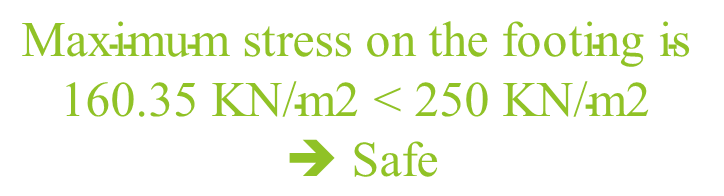 Maximum stress on the footing is
160.35 KN/m2 < 250 KN/m2
➔ Safe